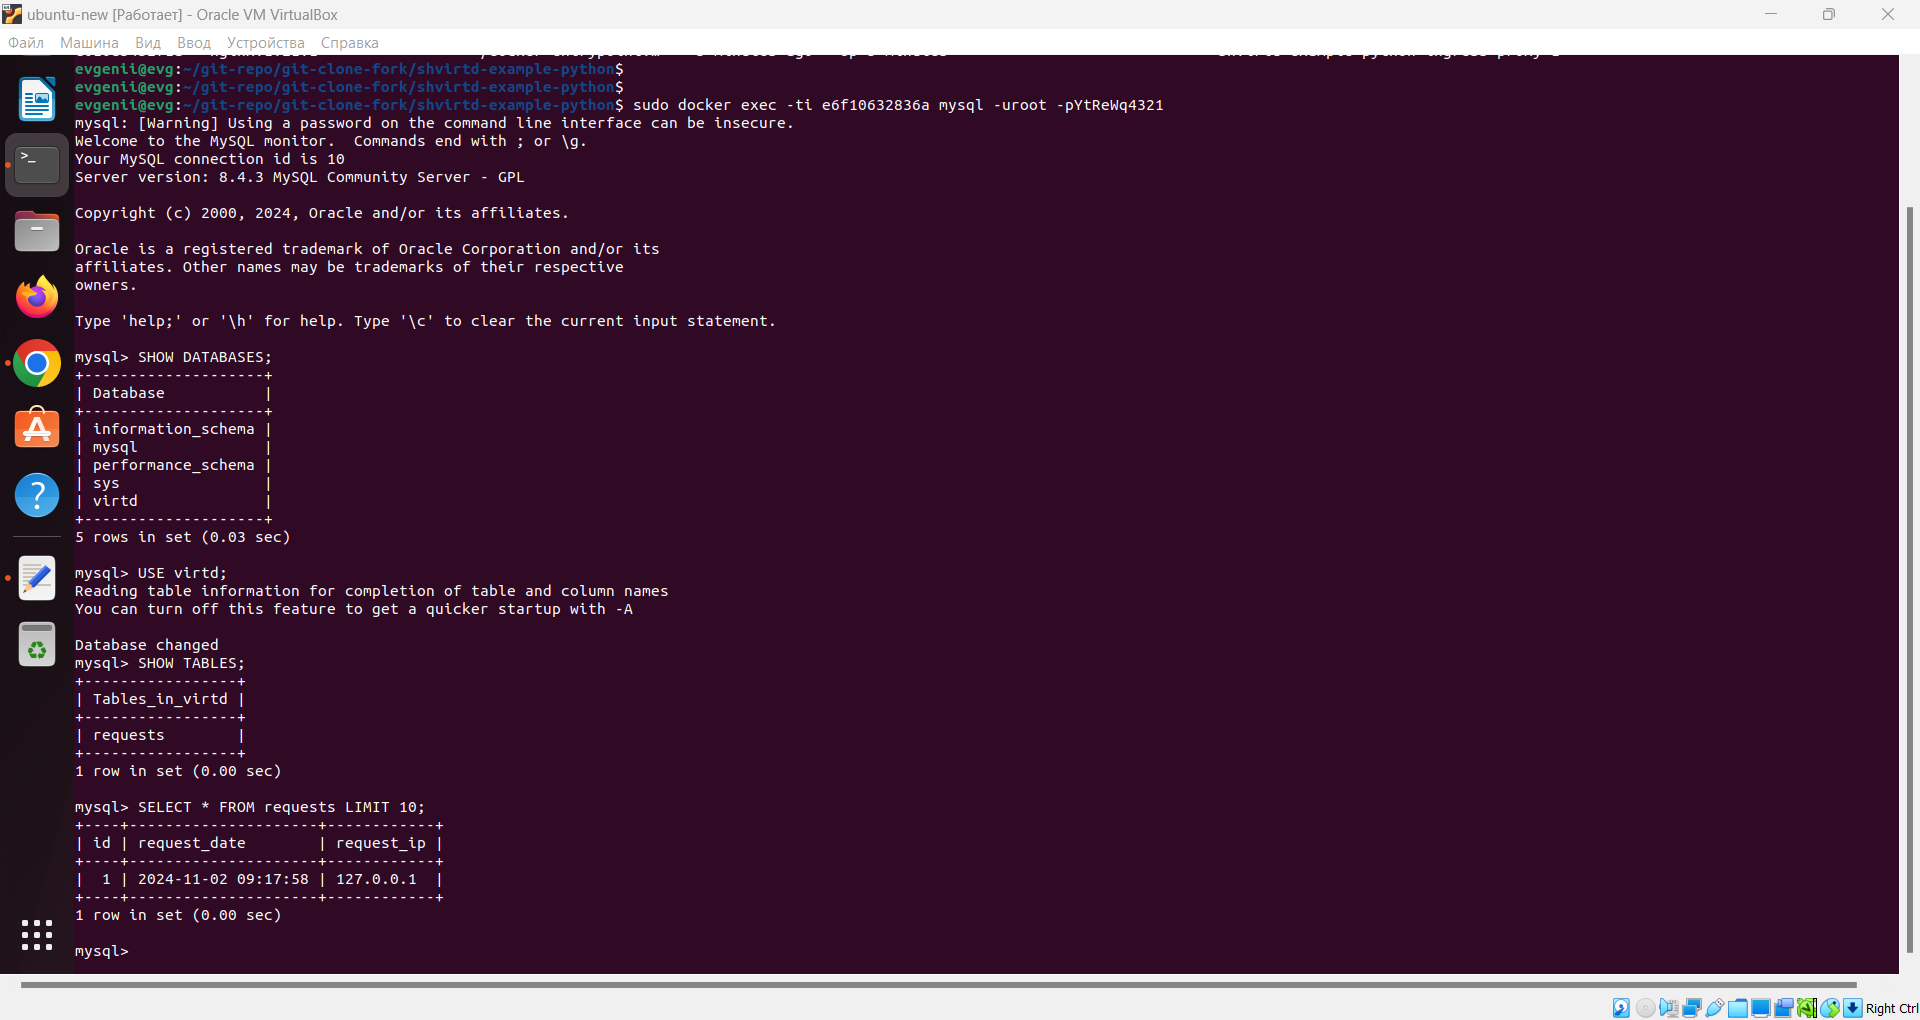 ubuntu-new [Работает] - Oracle VM VirtualBox
Файл Машина Вид Ввод Устройства Справка
evgenii@evg:~/git-repo/git-clone-fork/shvirtd-example-python$
evgenii@evg:~/git-repo/git-clone-fork/shvirtd-example-python$
evgenii@evg:~/git-repo/git-clone-fork/shvirtd-example-python$ sudo docker exec -ti e6f10632836a mysql -uroot -pYtReWq4321
mysql: [Warning] Using a password on the command line interface can be insecure.
Welcome to the MySQL monitor.  Commands end with ; or \g.
Your MySQL connection id is 10
Server version: 8.4.3 MySQL Community Server - GPL
Copyright (c) 2000, 2024, Oracle and/or its affiliates.
Oracle is a registered trademark of Oracle Corporation and/or its
affiliates. Other names may be trademarks of their respective
owners.
Type 'help;' or '\h' for help. Type '\c' to clear the current input statement.
mysql> SHOW DATABASES;
+--------------------+
| Database           |
+--------------------+
| information_schema |
| mysql              |
| performance_schema |
| sys                |
| virtd              |
+--------------------+
5 rows in set (0.03 sec)
mysql> USE virtd;
Reading table information for completion of table and column names
You can turn off this feature to get a quicker startup with -A
Database changed
mysql> SHOW TABLES;
+-----------------+
| Tables_in_virtd |
+-----------------+
| requests        |
+-----------------+
1 row in set (0.00 sec)
mysql> SELECT * FROM requests LIMIT 10;
+----+---------------------+------------+
| id | request_date        | request_ip |
+----+---------------------+------------+
|  1 | 2024-11-02 09:17:58 | 127.0.0.1  |
+----+---------------------+------------+
1 row in set (0.00 sec)
mysql>
Right Ctrl